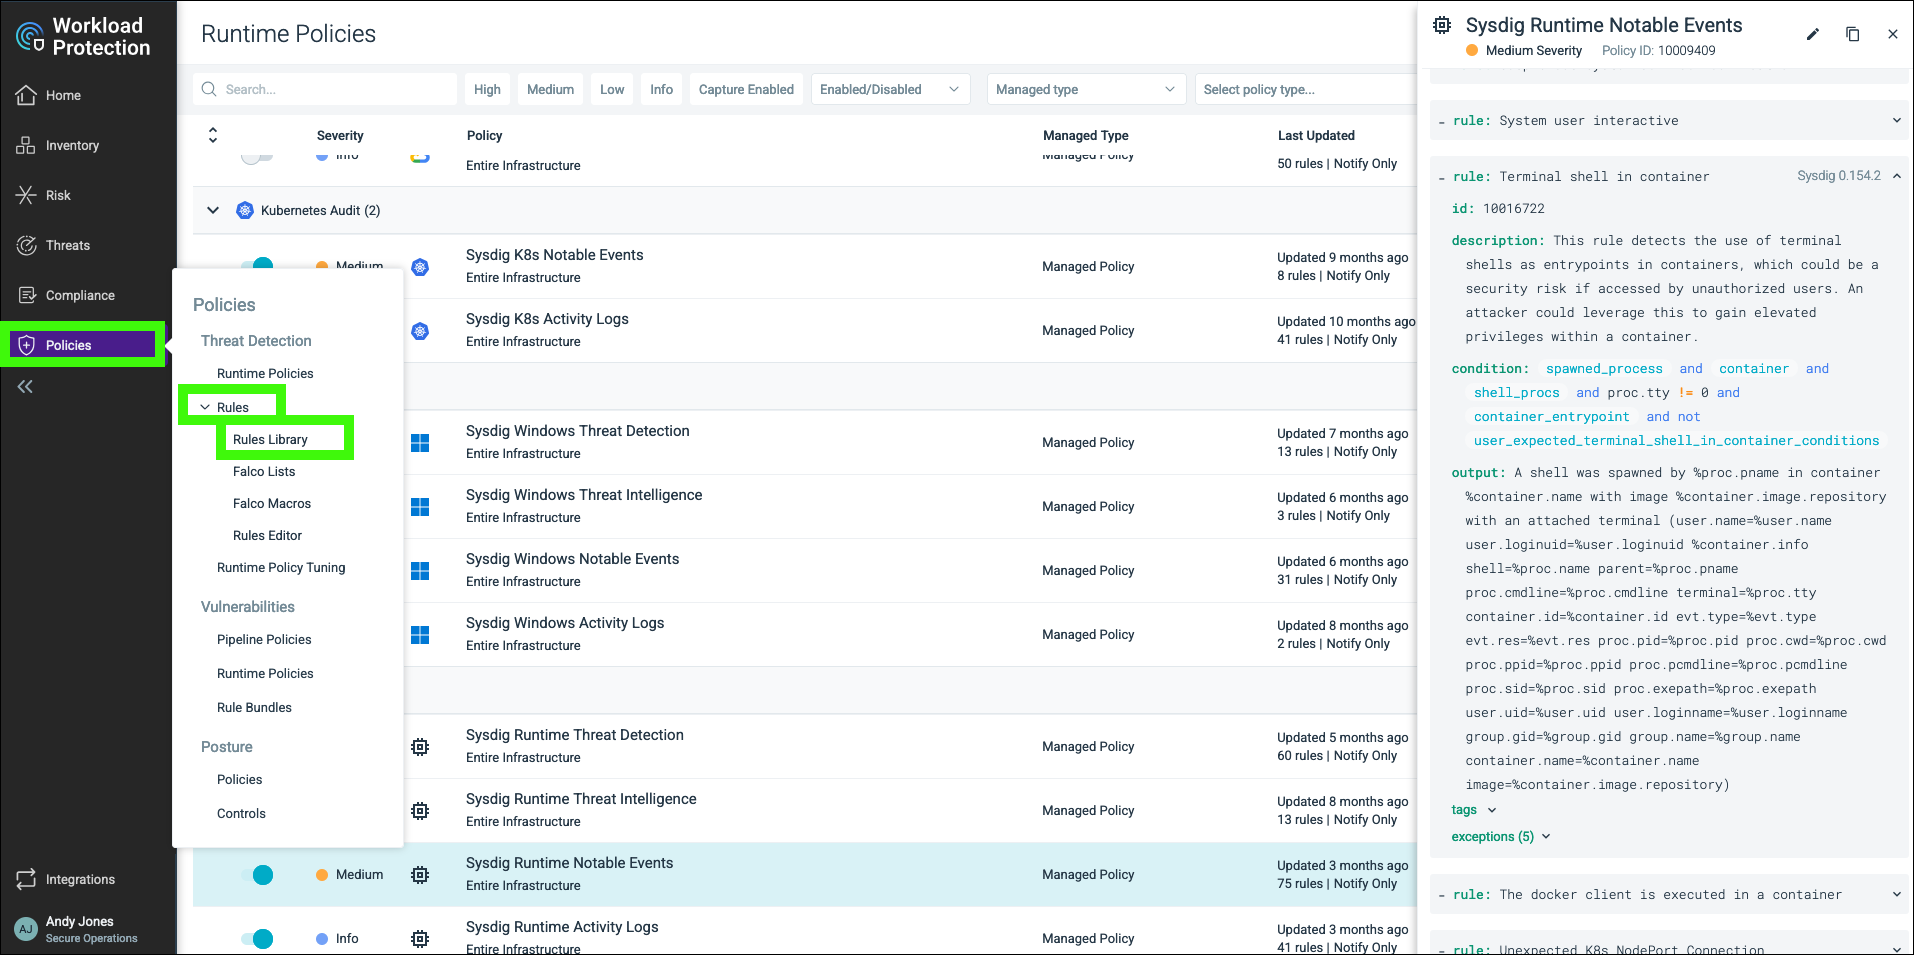 Workload
Protection
Home
Inventory
Risk
Threats
Compliance
Policies
Integrations
AJ
Andy Jones
Secure Operations
Policies
Threat Detection
Runtime Policies
Rules
Rules Library
Falco Lists
Falco Macros
Rules Editor
Runtime Policy Tuning
Vulnerabilities
Pipeline Policies
Runtime Policies
Rule Bundles
Posture
Policies
Controls
Runtime Policies
Search... High Medium Low Info Capture Enabled Enabled/Disabled Managed type Select policy type...
Severity Policy Managed Type Last Updated
Info Entire Infrastructure Managed Policy 50 rules | Notify Only
Kubernetes Audit (2)
Sysdig K8s Notable Events Updated 9 months ago
Medium Entire Infrastructure Managed Policy 8 rules | Notify Only
Sysdig K8s Activity Logs Updated 10 months ago
Entire Infrastructure Managed Policy 41 rules | Notify Only
Sysdig Windows Threat Detection Updated 7 months ago
Entire Infrastructure Managed Policy 13 rules | Notify Only
Sysdig Windows Threat Intelligence Updated 6 months ago
Entire Infrastructure Managed Policy 3 rules | Notify Only
Sysdig Windows Notable Events Updated 6 months ago
Entire Infrastructure Managed Policy 31 rules | Notify Only
Sysdig Windows Activity Logs Updated 8 months ago
Entire Infrastructure Managed Policy 2 rules | Notify Only
Sysdig Runtime Threat Detection Updated 5 months ago
Entire Infrastructure Managed Policy 60 rules | Notify Only
Sysdig Runtime Threat Intelligence Updated 8 months ago
Entire Infrastructure Managed Policy 13 rules | Notify Only
Sysdig Runtime Notable Events Updated 3 months ago
Medium Entire Infrastructure Managed Policy 75 rules | Notify Only
Sysdig Runtime Activity Logs Updated 3 months ago
Info Entire Infrastructure Managed Policy 41 rules | Notify Only
Sysdig Runtime Notable Events
Medium Severity Policy ID: 10009409
- rule: System user interactive
- rule: Terminal shell in container Sysdig 0.154.2
id: 10016722
description: This rule detects the use of terminal
shells as entrypoints in containers, which could be a
security risk if accessed by unauthorized users. An
attacker could leverage this to gain elevated
privileges within a container.
condition: spawned_process and container and
shell_procs and proc.tty != 0 and
container_entrypoint and not
user_expected_terminal_shell_in_container_conditions
output: A shell was spawned by %proc.pname in container
%container.name with image %container.image.repository
with an attached terminal (user.name=%user.name
user.loginuid=%user.loginuid %container.info
shell=%proc.name parent=%proc.pname
proc.cmdline=%proc.cmdline terminal=%proc.tty
container.id=%container.id evt.type=%evt.type
evt.res=%evt.res proc.pid=%proc.pid proc.cwd=%proc.cwd
proc.ppid=%proc.ppid proc.pcmdline=%proc.pcmdline
proc.sid=%proc.sid proc.exepath=%proc.exepath
user.uid=%user.uid user.loginname=%user.loginname
group.gid=%group.gid group.name=%group.name
container.name=%container.name
image=%container.image.repository)
tags
exceptions (5)
- rule: The docker client is executed in a container
- rule: Unexpected K8s NodePort Connection